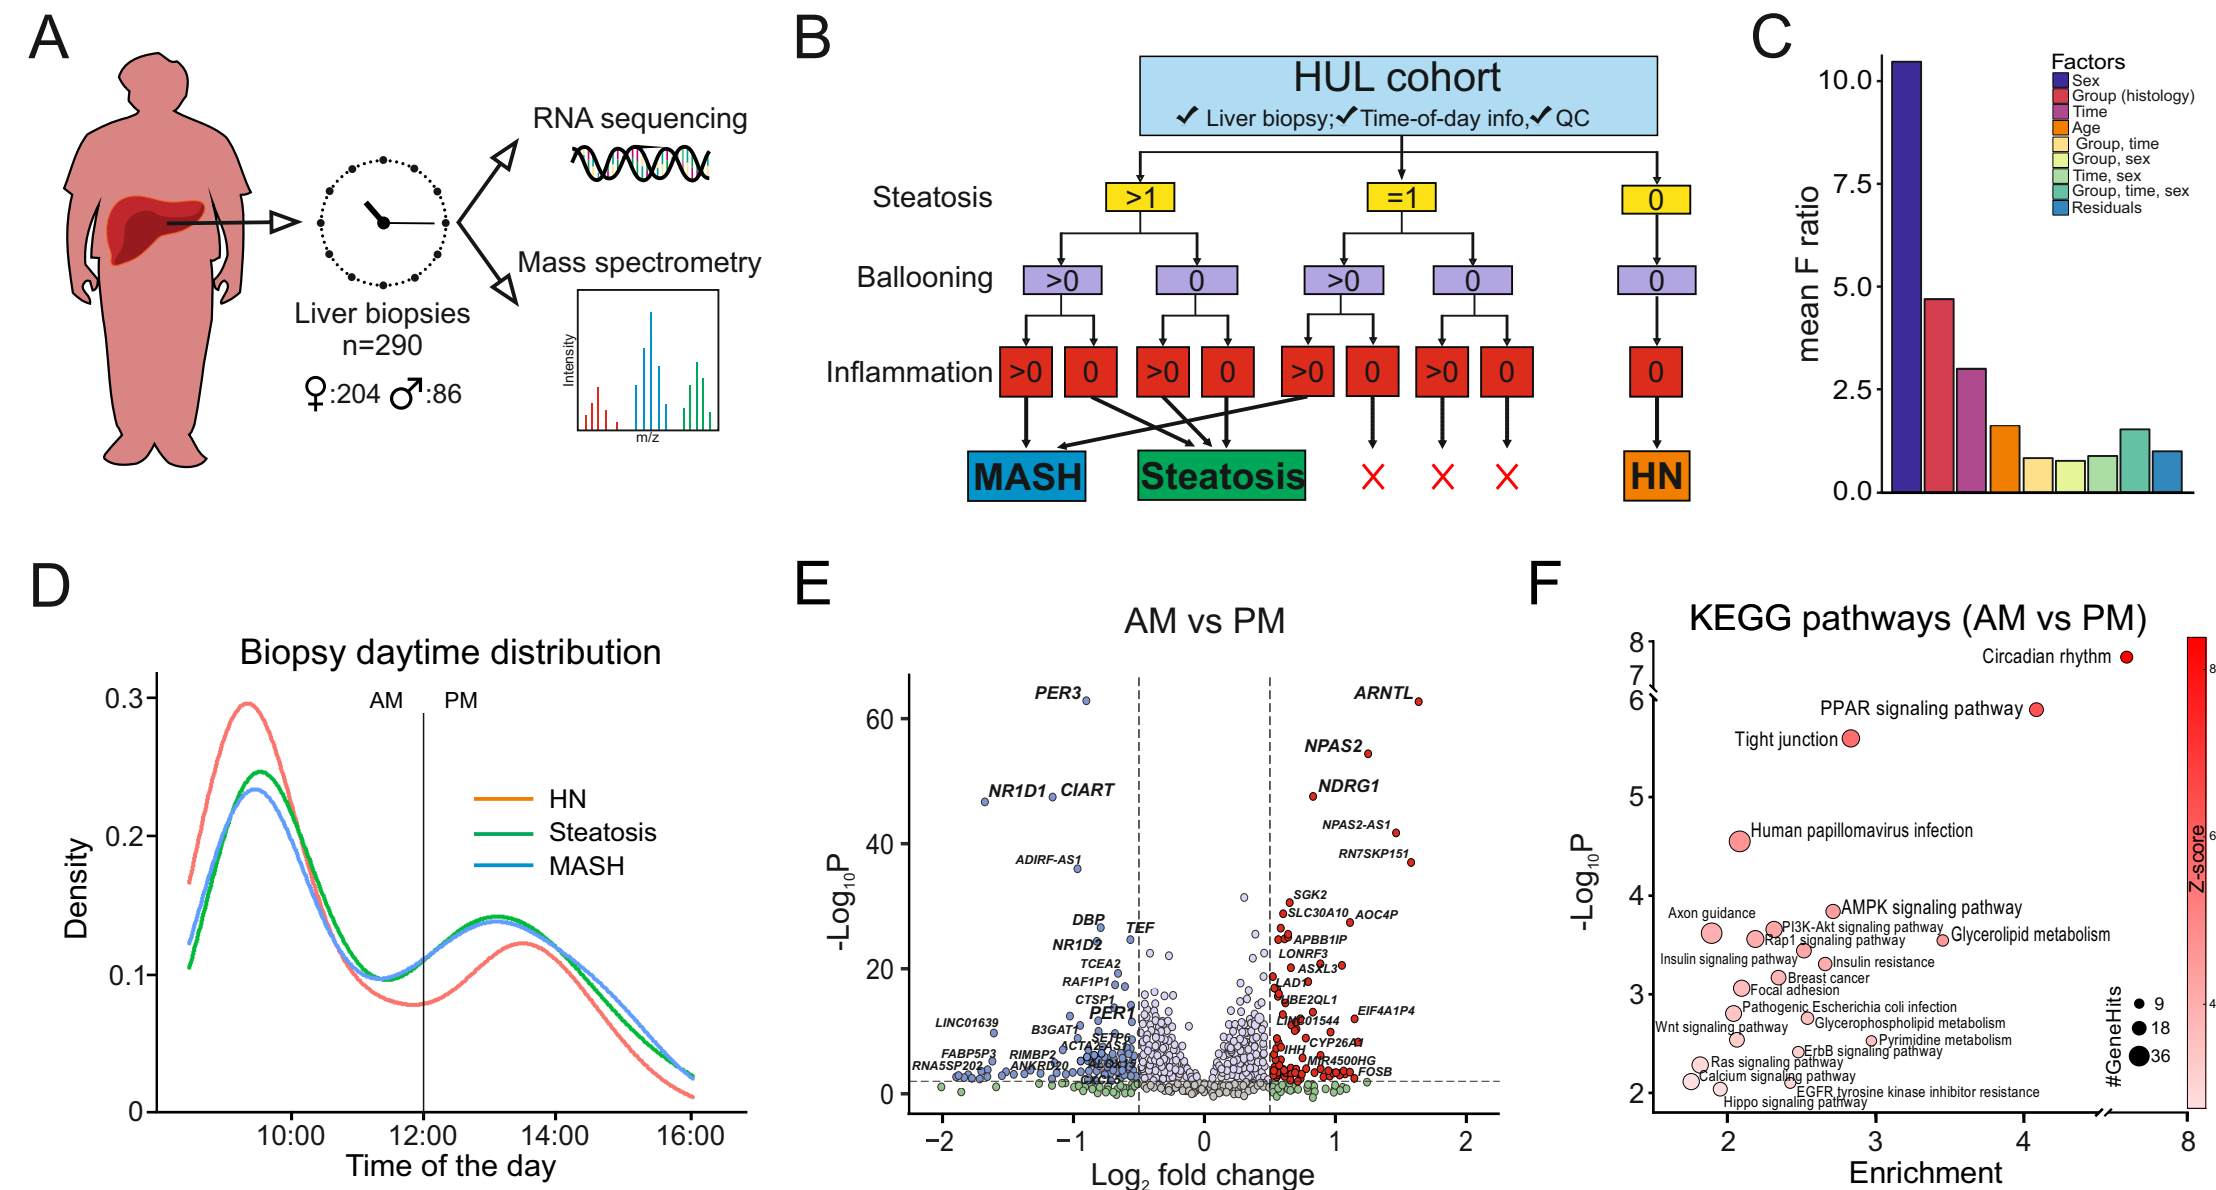 A
RNA sequencing
Mass spectrometry
Intensity
m/z
Liver biopsies
n=290
♀:204 ♂:86
B
HUL cohort
✓ Liver biopsy;✓Time-of-day info,✓QC
Steatosis
>1
=1
0
Ballooning
>0
0
>0
0
0
Inflammation
>0
0
>0
0
>0
0
>0
0
0
MASH
Steatosis
HN
C
mean F ratio
10.0
7.5
5.0
2.5
0.0
Factors
Sex
Group (histology)
Time
Age
Group, time
Group, sex
Time, sex
Group, time, sex
Residuals
D
Biopsy daytime distribution
AM
PM
Density
0.3
0.2
0.1
0
HN
Steatosis
MASH
10:00
12:00
14:00
16:00
Time of the day
E
AM vs PM
-Log10P
60
40
20
0
PER3
ARNTL
NPAS2
NR1D1
CIART
NDRG1
NPAS2-AS1
ADIRF-AS1
RN7SKP151
SGK2
SLC30A10
AOC4P
DBP
TEF
NR1D2
APBB1IP
TCEA2
LONRF3
ASXL3
RAF1P1
LAD1
CTSP1
UBE2QL1
PER1
EIF4A1P4
LINC01639
B3GAT1
LINC01544
SETP6
ACTA2-AS1
CYP26A1
FABP5P3
RIMBP2
IHH
RNA5SP202
ANKRD20
MIR4500HG
FOSB
CXCL5
−2
−1
0
1
2
Log2 fold change
F
KEGG pathways (AM vs PM)
-Log10P
8
7
6
5
4
3
2
Circadian rhythm
PPAR signaling pathway
Tight junction
Human papillomavirus infection
AMPK signaling pathway
Axon guidance
PI3K-Akt signaling pathway
Rap1 signaling pathway
Glycerolipid metabolism
Insulin signaling pathway
Insulin resistance
Breast cancer
Focal adhesion
Pathogenic Escherichia coli infection
Glycerophospholipid metabolism
Wnt signaling pathway
Pyrimidine metabolism
ErbB signaling pathway
Ras signaling pathway
Calcium signaling pathway
EGFR tyrosine kinase inhibitor resistance
Hippo signaling pathway
#GeneHits
9
18
36
Z-score
8
6
4
2
3
4
8
Enrichment